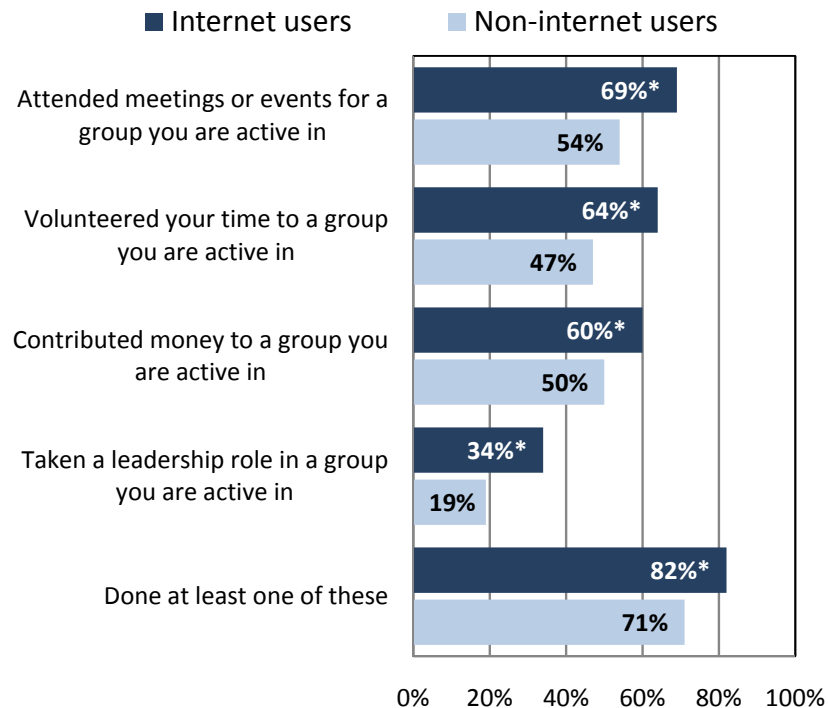 Internet users Non-internet users
Attended meetings or events for a
group you are active in
69%*
54%
Volunteered your time to a group
you are active in
64%*
47%
Contributed money to a group you
are active in
60%*
50%
Taken a leadership role in a group
you are active in
34%*
19%
Done at least one of these
82%*
71%
0% 20% 40% 60% 80% 100%